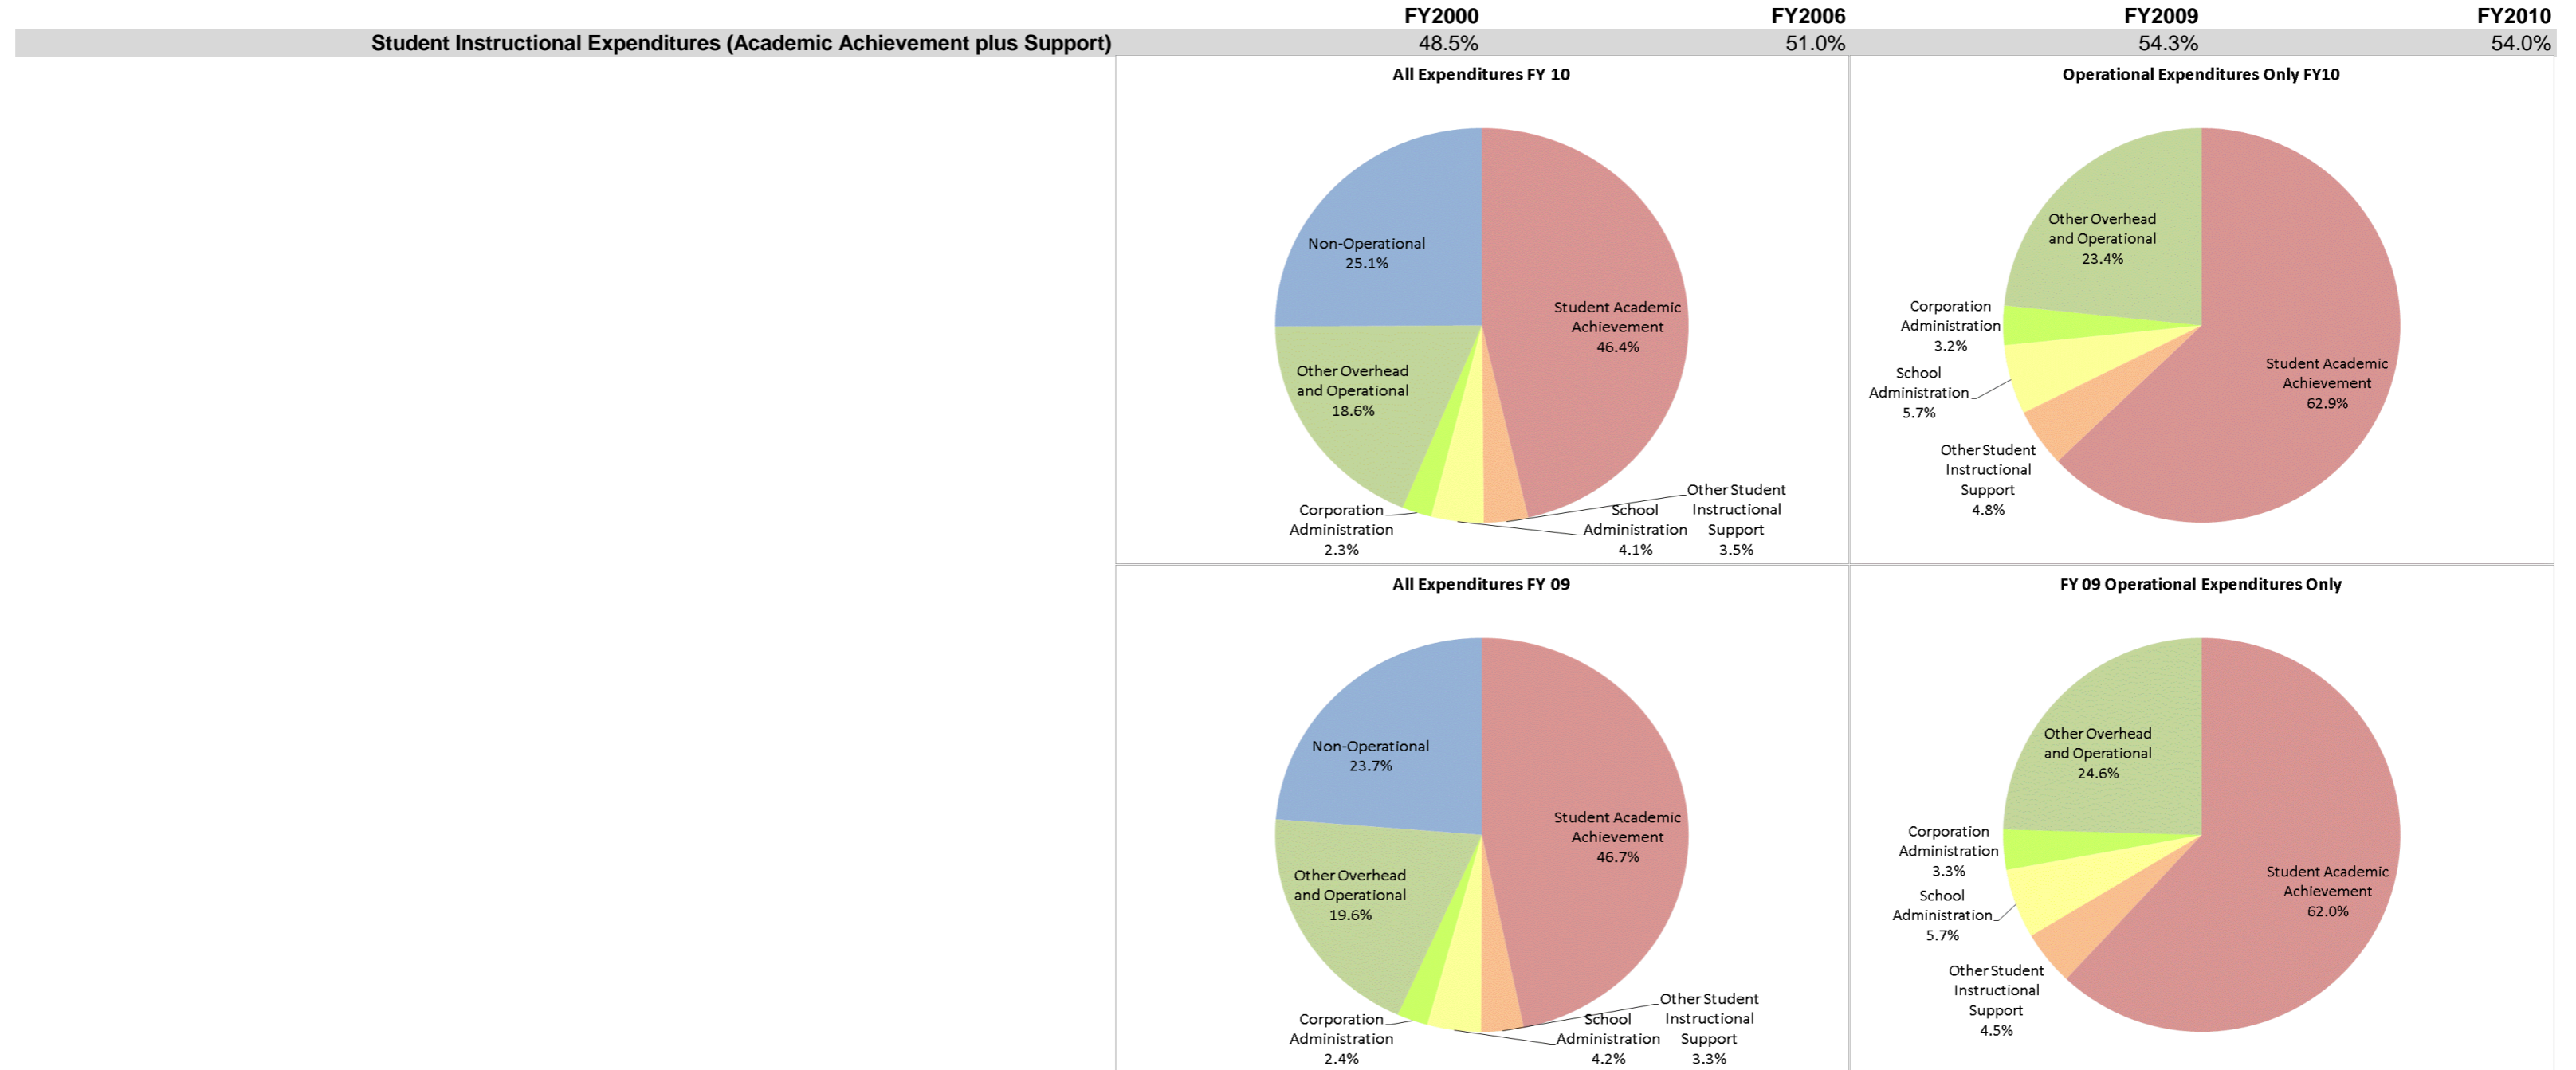 FY2000 FY2006 FY2009 FY2010
Student Instructional Expenditures (Academic Achievement plus Support) 48.5% 51.0% 54.3% 54.0%
All Expenditures FY 10
Non-Operational
25.1%
Student Academic
Achievement
46.4%
Other Overhead
and Operational
18.6%
Corporation
Administration
2.3%
School
Administration
4.1%
Other Student
Instructional
Support
3.5%
Operational Expenditures Only FY10
Other Overhead
and Operational
23.4%
Corporation
Administration
3.2%
School
Administration
5.7%
Other Student
Instructional
Support
4.8%
Student Academic
Achievement
62.9%
All Expenditures FY 09
Non-Operational
23.7%
Student Academic
Achievement
46.7%
Other Overhead
and Operational
19.6%
Corporation
Administration
2.4%
School
Administration
4.2%
Other Student
Instructional
Support
3.3%
FY 09 Operational Expenditures Only
Other Overhead
and Operational
24.6%
Corporation
Administration
3.3%
School
Administration
5.7%
Other Student
Instructional
Support
4.5%
Student Academic
Achievement
62.0%